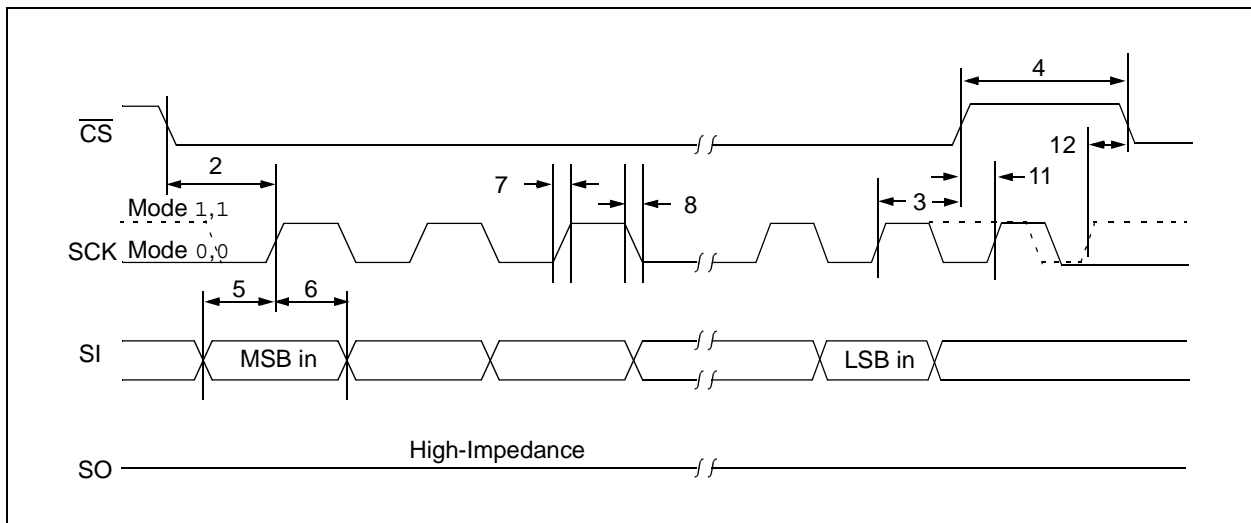 4
CS
12
2
7
11
Mode 1,1
8
3
SCK Mode 0,0
5
6
SI
MSB in
LSB in
High-Impedance
SO